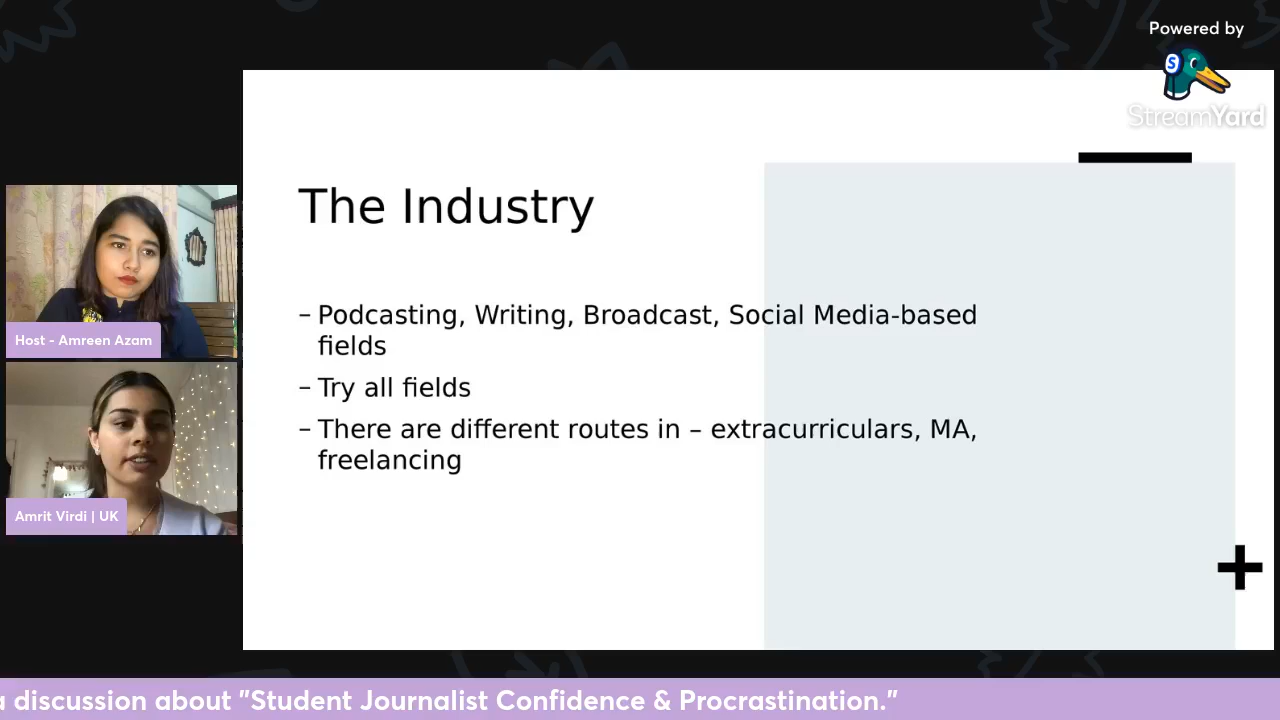 Powered by
StreamYard
The Industry
– Podcasting, Writing, Broadcast, Social Media-based
fields
– Try all fields
– There are different routes in – extracurriculars, MA,
freelancing
Host - Amreen Azam
Amrit Virdi | UK
a discussion about "Student Journalist Confidence & Procrastination."